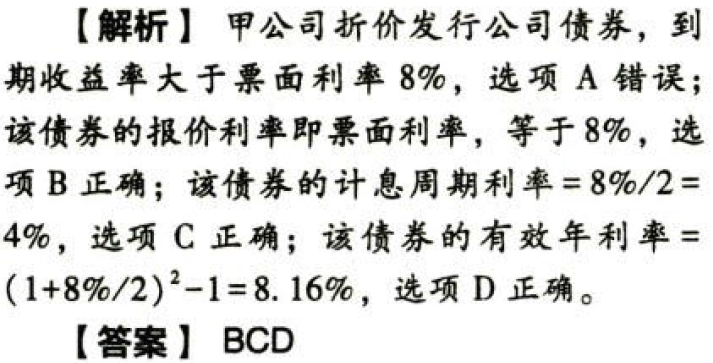 【解析】 甲公司折价发行公司债券，到
期收益率大于票面利率 8%，选项 A 错误；
该债券的报价利率即票面利率，等于 8%，选
项 B 正确；该债券的计息周期利率=8%/2=
4%，选项 C 正确；该债券的有效年利率=
(1+8%/2)²-1=8.16%，选项 D 正确。
【答案】 BCD